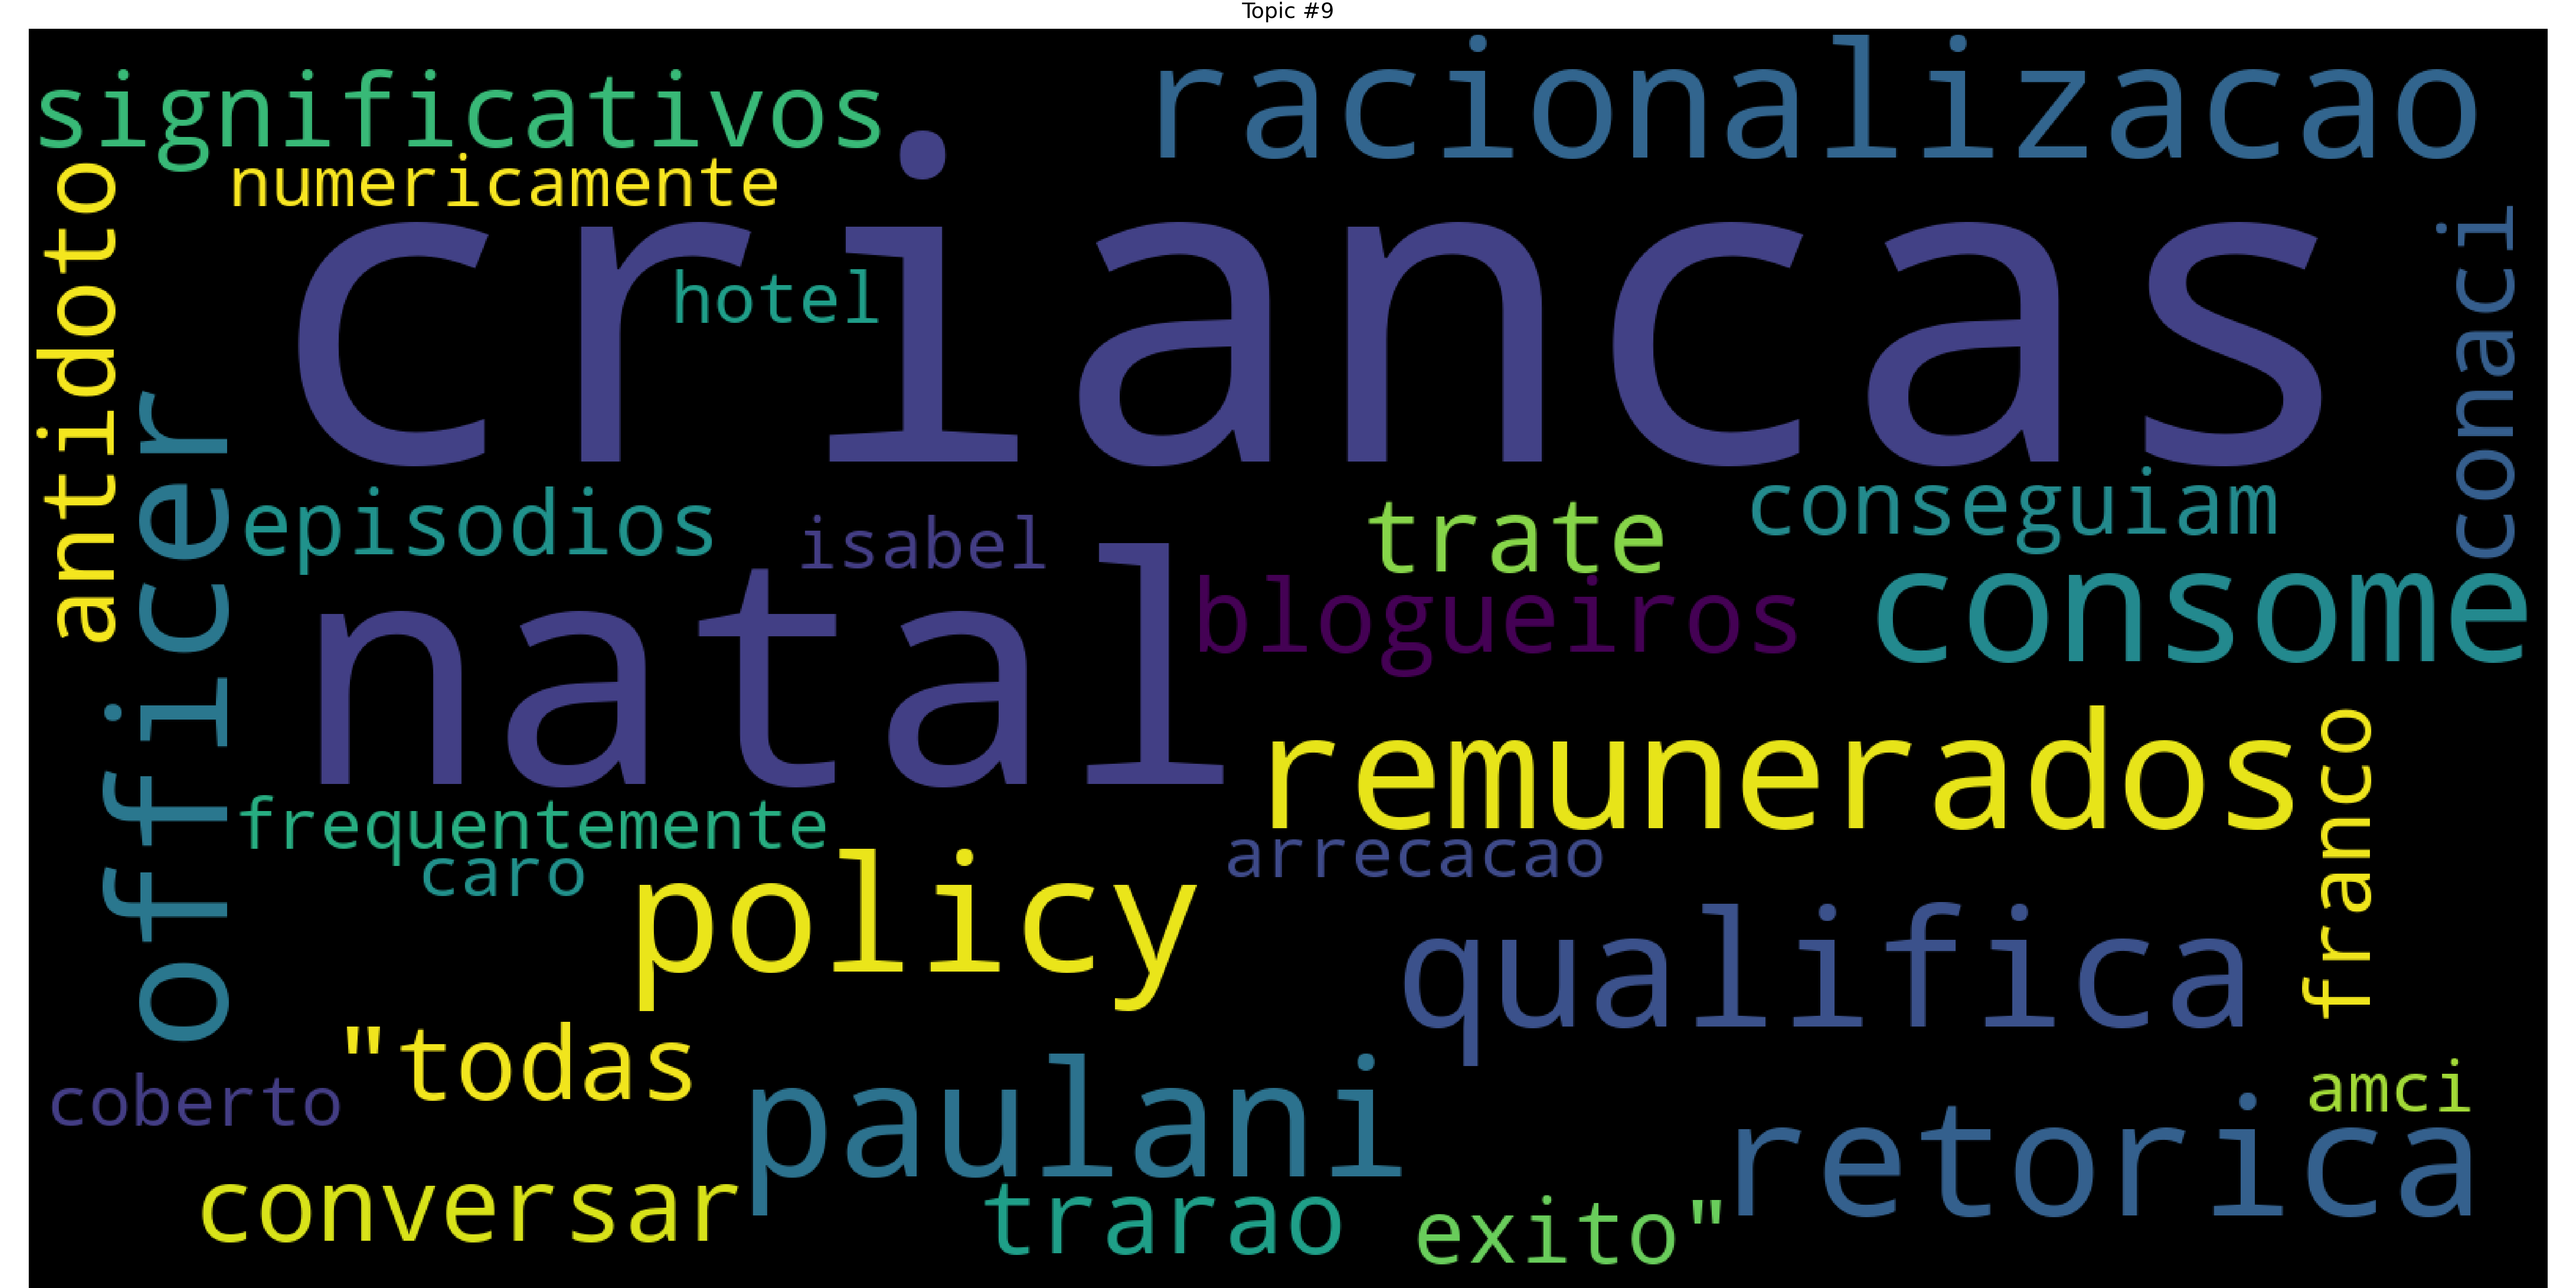 Topic #9
significativos
racionalizacao
numericamente
antidoto
criancas
hotel
conaci
officer
episodios
isabel
trate
conseguiam
natal
blogueiros
consome
remunerados
franco
frequentemente
caro
arrecacao
policy
qualifica
"todas
coberto
paulani
amci
retorica
conversar
trarao
exito"